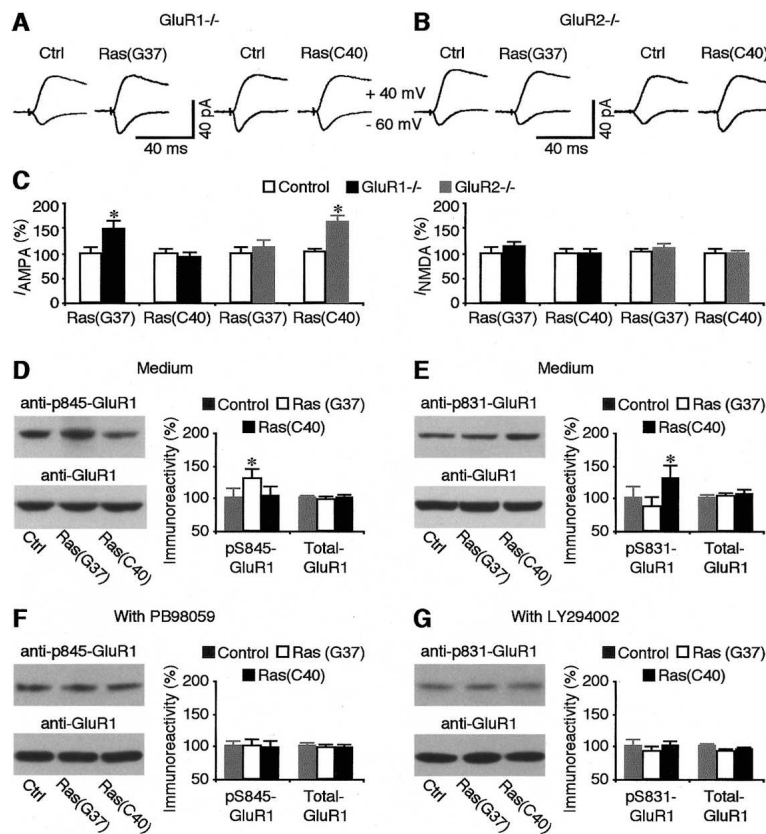 A GluR1-/-
Ctrl Ras(G37) Ctrl Ras(C40)
+ 40 mV
- 60 mV
40 pA
40 ms
B GluR2-/-
Ctrl Ras(G37) Ctrl Ras(C40)
40 pA
40 ms
C
Control GluR1-/- GluR2-/-
IAMPA (%)
200
150
100
50
0
* *
Ras(G37) Ras(C40) Ras(G37) Ras(C40)
INMDA (%)
200
150
100
50
0
Ras(G37) Ras(C40) Ras(G37) Ras(C40)
D Medium
anti-p845-GluR1
anti-GluR1
Ctrl Ras(G37) Ras(C40)
Control Ras (G37)
Ras(C40)
Immunoreactivity (%)
200
150
100
50
*
pS845-
GluR1
Total-
GluR1
E Medium
anti-p831-GluR1
anti-GluR1
Ctrl Ras(G37) Ras(C40)
Control Ras (G37)
Ras(C40)
Immunoreactivity (%)
200
150
100
50
*
pS831-
GluR1
Total-
GluR1
F With PB98059
anti-p845-GluR1
anti-GluR1
Ctrl Ras(G37) Ras(C40)
Control Ras (G37)
Ras(C40)
Immunoreactivity (%)
200
150
100
50
pS845-
GluR1
Total-
GluR1
G With LY294002
anti-p831-GluR1
anti-GluR1
Ctrl Ras(G37) Ras(C40)
Control Ras (G37)
Ras(C40)
Immunoreactivity (%)
200
150
100
50
pS831-
GluR1
Total-
GluR1